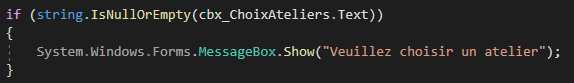 if (string.IsNullOrEmpty(cbx_ChoixAteliers.Text))
{
    System.Windows.Forms.MessageBox.Show("Veuillez choisir un atelier");
}